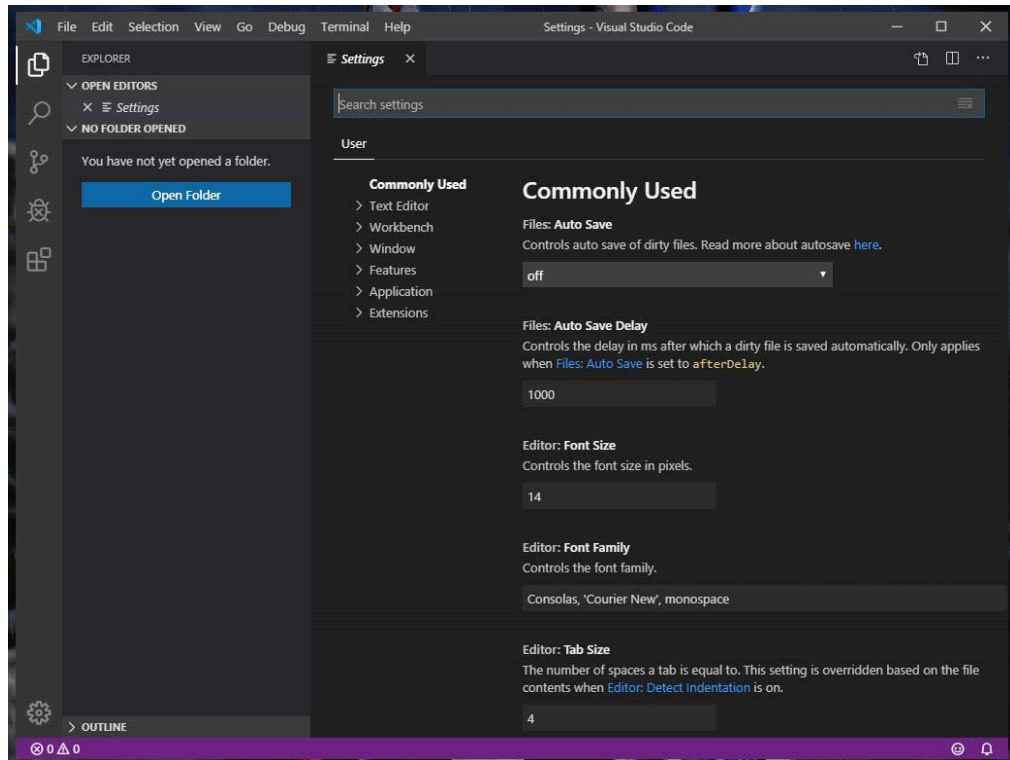 File Edit Selection View Go Debug Terminal Help Settings - Visual Studio Code
EXPLORER
OPEN EDITORS
Settings
NO FOLDER OPENED
You have not yet opened a folder.
Open Folder
OUTLINE
Settings
Search settings
User
Commonly Used
Text Editor
Workbench
Window
Features
Application
Extensions
Commonly Used
Files: Auto Save
Controls auto save of dirty files. Read more about autosave here.
off
Files: Auto Save Delay
Controls the delay in ms after which a dirty file is saved automatically. Only applies
when Files: Auto Save is set to afterDelay.
1000
Editor: Font Size
Controls the font size in pixels.
14
Editor: Font Family
Controls the font family.
Consolas, 'Courier New', monospace
Editor: Tab Size
The number of spaces a tab is equal to. This setting is overridden based on the file
contents when Editor: Detect Indentation is on.
4
0 0